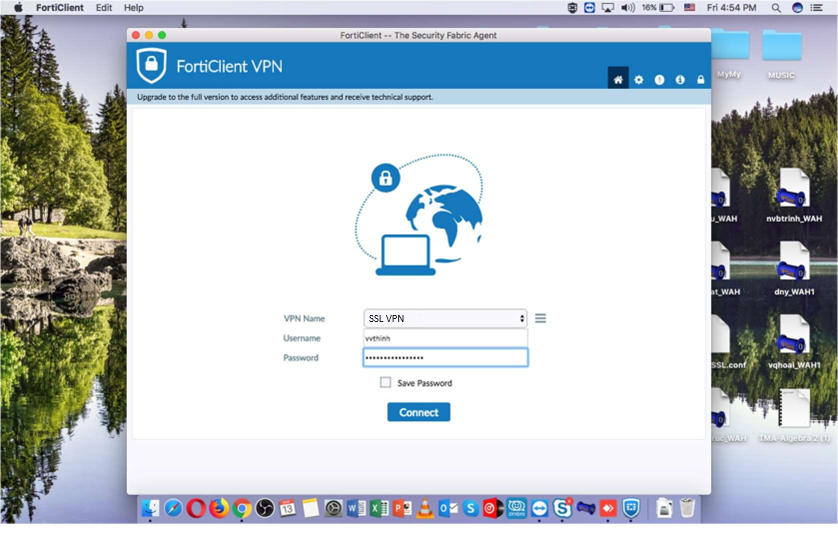 FortiClient Edit Help 16% Fri 4:54 PM
FortiClient -- The Security Fabric Agent
FortiClient VPN
Upgrade to the full version to access additional features and receive technical support.
MyMy
MUSIC
VPN Name SSL VPN
Username vvthinh
Password ••••••••••••••••
Save Password
Connect
u_WAH
nvbtrinh_WAH
at_WAH
dny_WAH1
SSL.conf
vqhoai_WAH1
ruc_WAH
TMA-Algebra 2 (1)
13